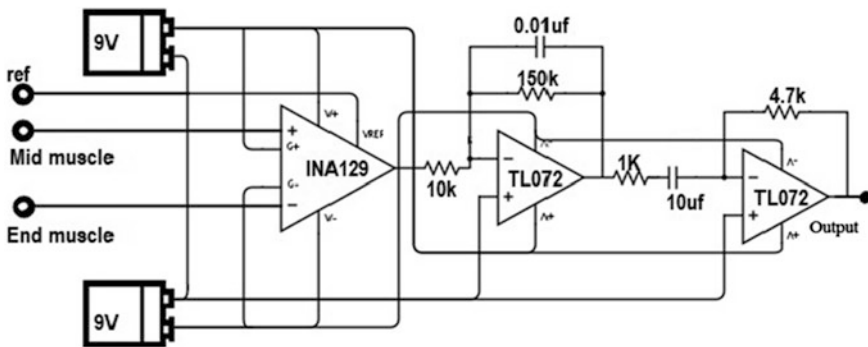 9V
0.01uf
150k
4.7k
ref
V+
VREF
Mid muscle
+
G+
INA129
G-
-
V-
End muscle
10k
-
V-
TL072
+
V+
1K
10uf
-
V-
TL072
+
V+
Output
9V